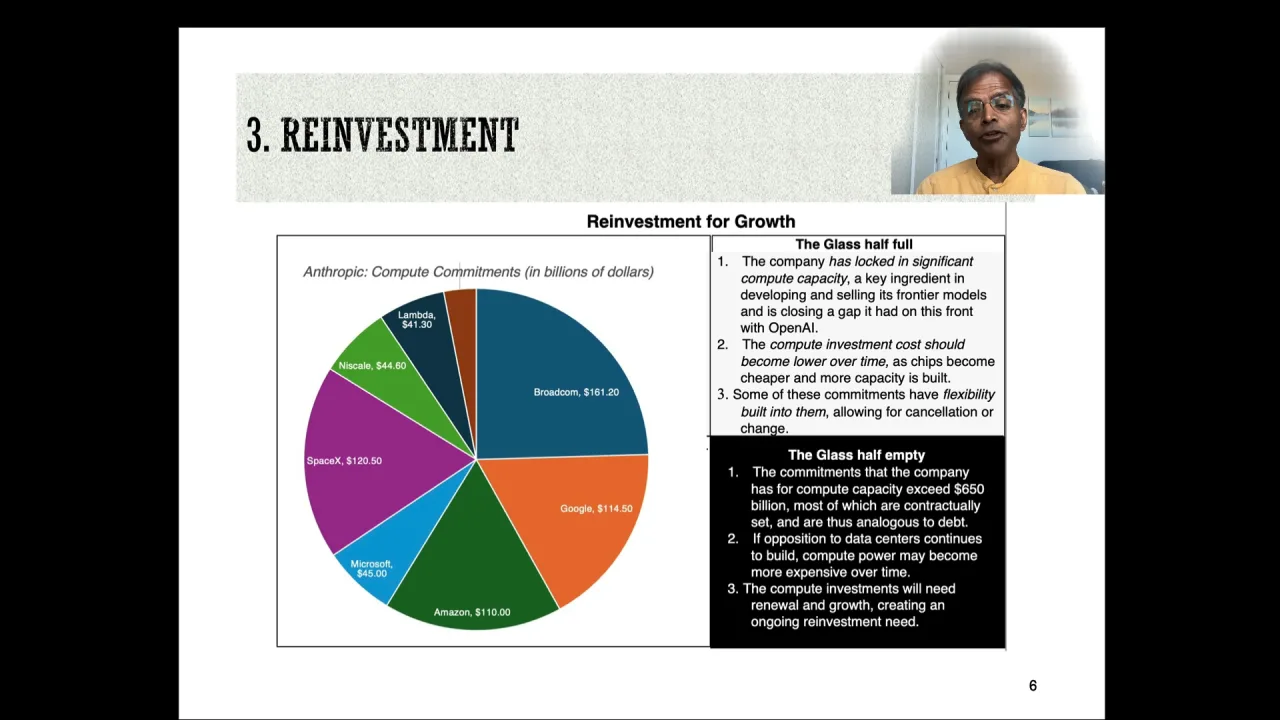 3. REINVESTMENT
Reinvestment for Growth
Anthropic: Compute Commitments (in billions of dollars)
Lambda,
$41.30
Niscale, $44.60
Broadcom, $161.20
SpaceX, $120.50
Google, $114.50
Microsoft,
$45.00
Amazon, $110.00
The Glass half full
1. The company has locked in significant
compute capacity, a key ingredient in
developing and selling its frontier models
and is closing a gap it had on this front
with OpenAI.
2. The compute investment cost should
become lower over time, as chips become
cheaper and more capacity is built.
3. Some of these commitments have flexibility
built into them, allowing for cancellation or
change.
The Glass half empty
1. The commitments that the company
has for compute capacity exceed $650
billion, most of which are contractually
set, and are thus analogous to debt.
2. If opposition to data centers continues
to build, compute power may become
more expensive over time.
3. The compute investments will need
renewal and growth, creating an
ongoing reinvestment need.
6